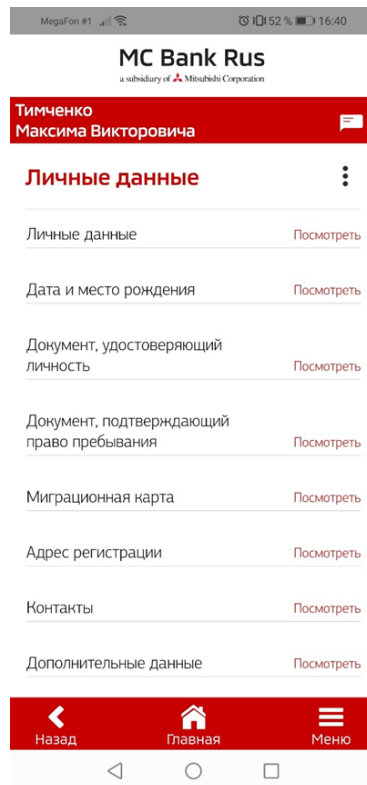 MegaFon #1 52 % 16:40
MC Bank Rus
a subsidiary of Mitsubishi Corporation
Тимченко
Максима Викторовича
Личные данные
Личные данные Посмотреть
Дата и место рождения Посмотреть
Документ, удостоверяющий
личность Посмотреть
Документ, подтверждающий
право пребывания Посмотреть
Миграционная карта Посмотреть
Адрес регистрации Посмотреть
Контакты Посмотреть
Дополнительные данные Посмотреть
Назад Главная Меню